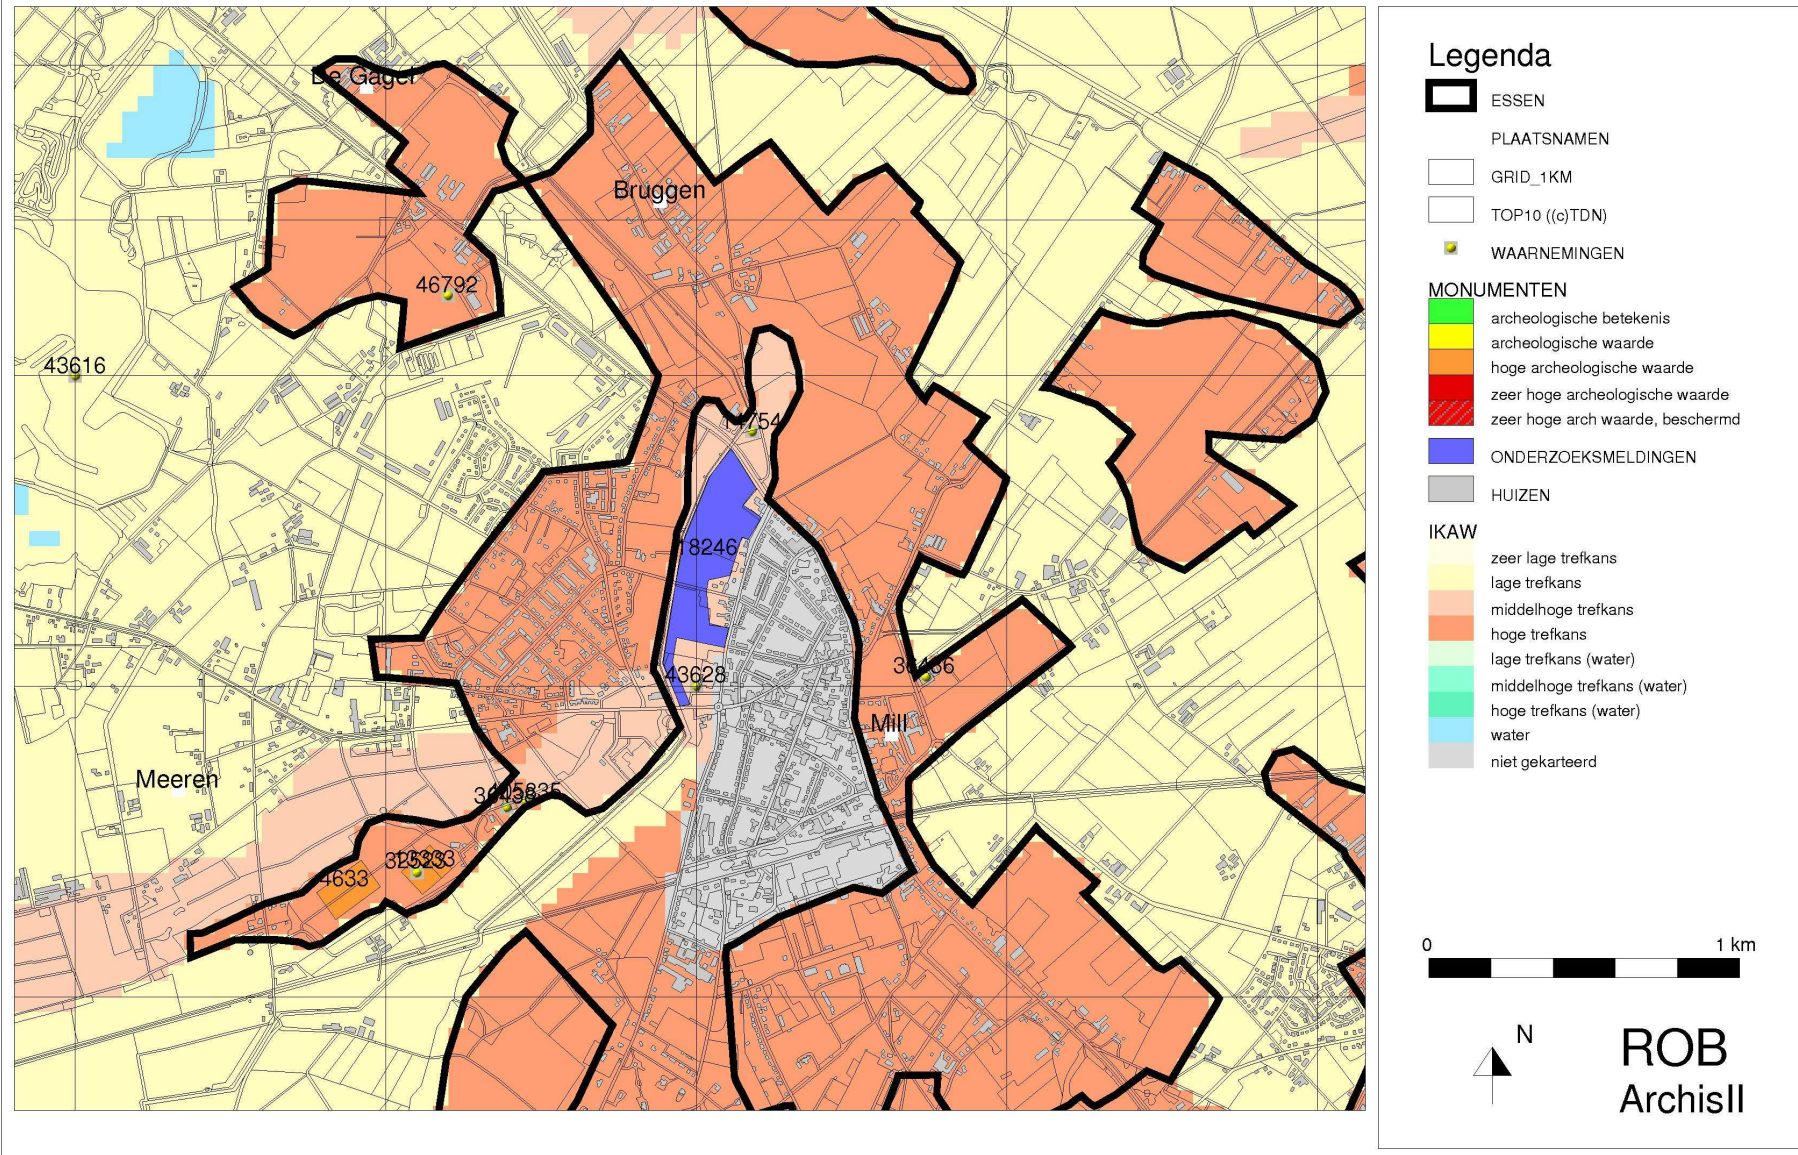 De Gagel
Bruggen
46792
43616
14754
18246
43628
Mill
Meeren
4633
Legenda
ESSEN
PLAATSNAMEN
GRID_1KM
TOP10 ((c)TDN)
WAARNEMINGEN
MONUMENTEN
archeologische betekenis
archeologische waarde
hoge archeologische waarde
zeer hoge archeologische waarde
zeer hoge arch waarde, beschermd
ONDERZOEKSMELDINGEN
HUIZEN
IKAW
zeer lage trefkans
lage trefkans
middelhoge trefkans
hoge trefkans
lage trefkans (water)
middelhoge trefkans (water)
hoge trefkans (water)
water
niet gekarteerd
0 1 km
N
ROB
ArchisII